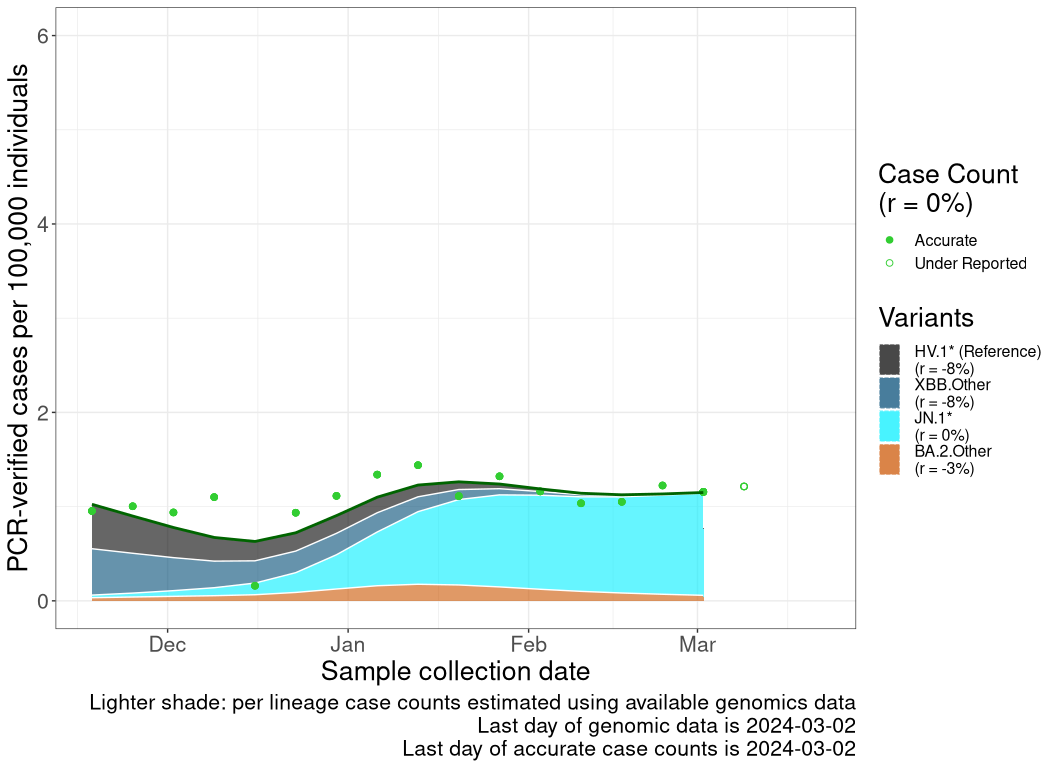 PCR-verified cases per 100,000 individuals
6
4
2
0
Dec Jan Feb Mar
Sample collection date
Lighter shade: per lineage case counts estimated using available genomics data
Last day of genomic data is 2024-03-02
Last day of accurate case counts is 2024-03-02
Case Count
(r = 0%)
Accurate
Under Reported
Variants
HV.1* (Reference)
(r = -8%)
XBB.Other
(r = -8%)
JN.1*
(r = 0%)
BA.2.Other
(r = -3%)